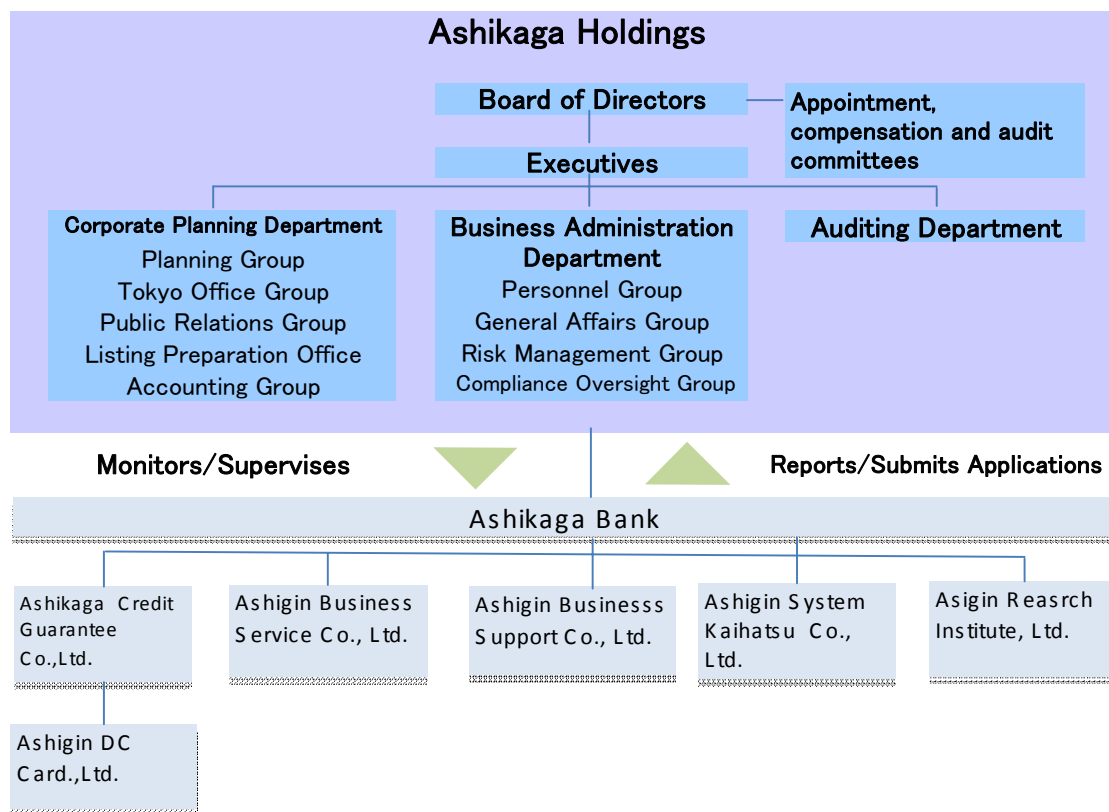 Ashikaga Holdings
Board of Directors
Appointment,
compensation and audit
committees
Executives
Corporate Planning Department
Planning Group
Tokyo Office Group
Public Relations Group
Listing Preparation Office
Accounting Group
Business Administration
Department
Personnel Group
General Affairs Group
Risk Management Group
Compliance Oversight Group
Auditing Department
Monitors/Supervises
Reports/Submits Applications
Ashikaga Bank
Ashikaga Credit
Guarantee
Co.,Ltd.
Ashigin Business
Service Co., Ltd.
Ashigin Businesss
Support Co., Ltd.
Ashigin System
Kaihatsu Co.,
Ltd.
Asigin Reasrch
Institute, Ltd.
Ashigin DC
Card.,Ltd.